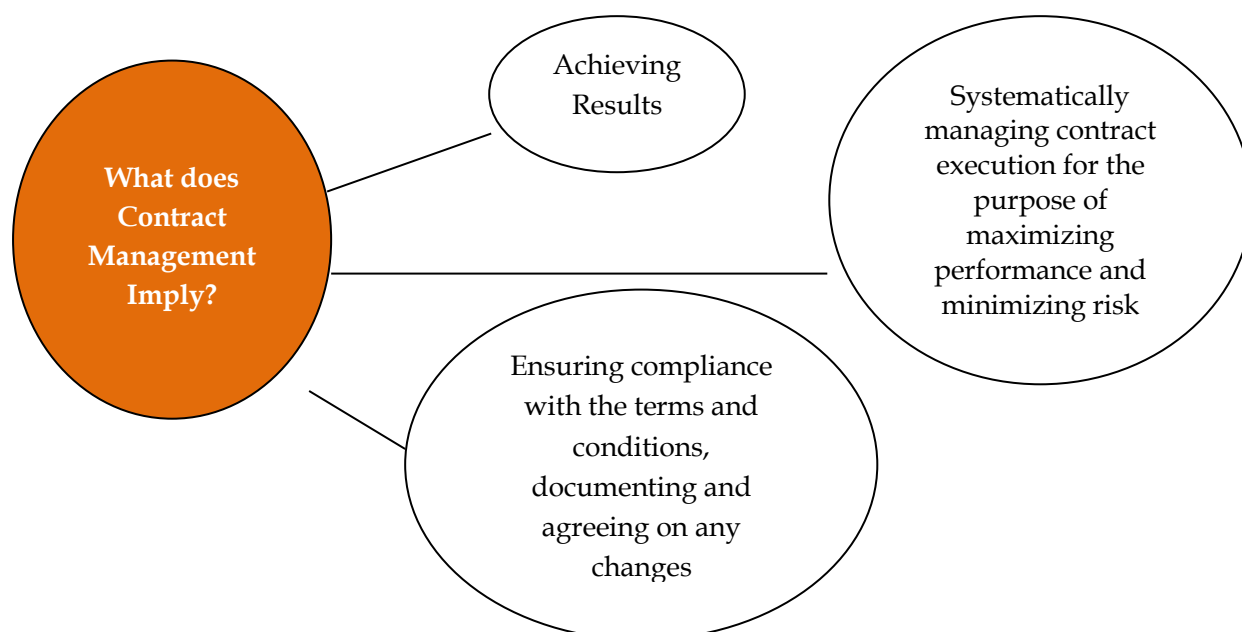 What does
Contract
Management
Imply?
Achieving
Results
Systematically
managing contract
execution for the
purpose of
maximizing
performance and
minimizing risk
Ensuring compliance
with the terms and
conditions,
documenting and
agreeing on any
changes